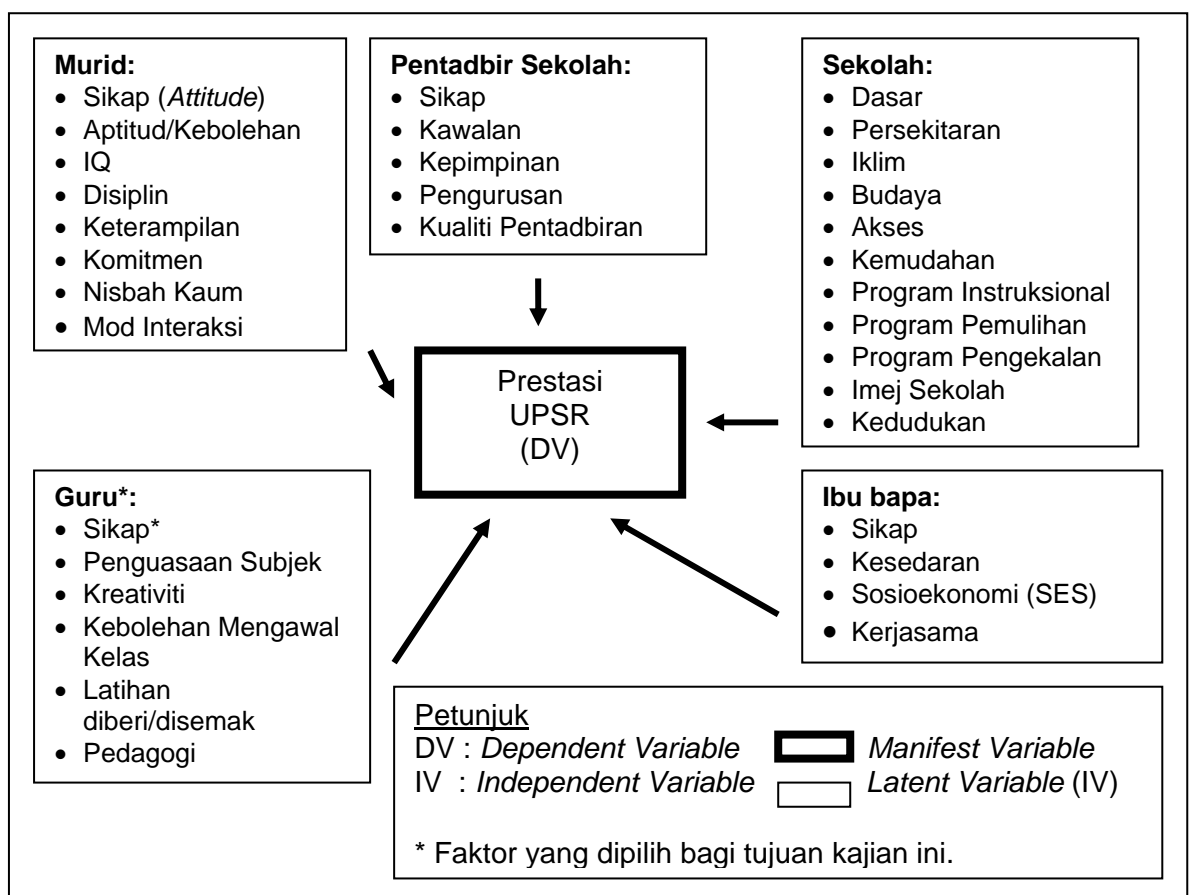 Murid:
• Sikap (Attitude)
• Aptitud/Kebolehan
• IQ
• Disiplin
• Keterampilan
• Komitmen
• Nisbah Kaum
• Mod Interaksi
Pentadbir Sekolah:
• Sikap
• Kawalan
• Kepimpinan
• Pengurusan
• Kualiti Pentadbiran
Sekolah:
• Dasar
• Persekitaran
• Iklim
• Budaya
• Akses
• Kemudahan
• Program Instruksional
• Program Pemulihan
• Program Pengekalan
• Imej Sekolah
• Kedudukan
Prestasi
UPSR
(DV)
Guru*:
• Sikap*
• Penguasaan Subjek
• Kreativiti
• Kebolehan Mengawal
Kelas
• Latihan
diberi/disemak
• Pedagogi
Ibu bapa:
• Sikap
• Kesedaran
• Sosioekonomi (SES)
• Kerjasama
Petunjuk
DV : Dependent Variable Manifest Variable
IV : Independent Variable Latent Variable (IV)
* Faktor yang dipilih bagi tujuan kajian ini.